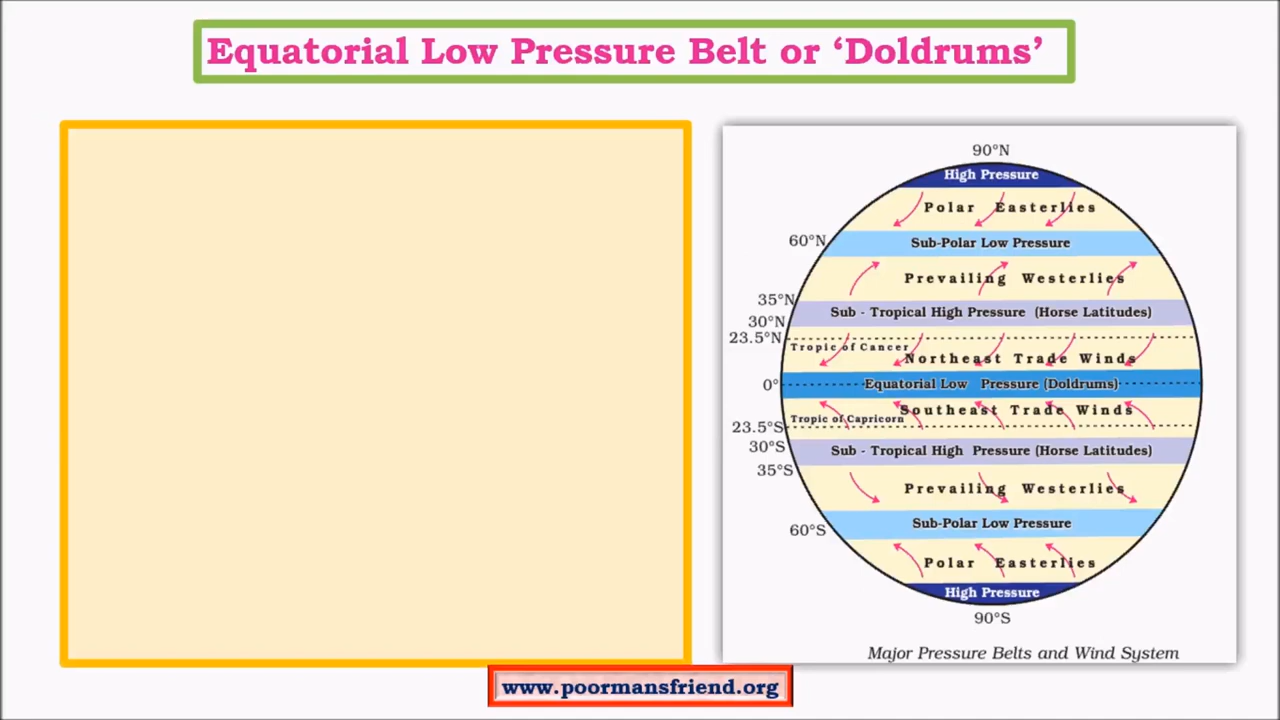 Equatorial Low Pressure Belt or ‘Doldrums’
90°N
High Pressure
Polar Easterlies
60°N
Sub-Polar Low Pressure
Prevailing Westerlies
35°N
Sub - Tropical High Pressure (Horse Latitudes)
30°N
23.5°N
Tropic of Cancer
Northeast Trade Winds
0°
Equatorial Low Pressure (Doldrums)
Southeast Trade Winds
Tropic of Capricorn
23.5°S
30°S
Sub - Tropical High Pressure (Horse Latitudes)
35°S
Prevailing Westerlies
Sub-Polar Low Pressure
60°S
Polar Easterlies
High Pressure
90°S
Major Pressure Belts and Wind System
www.poormansfriend.org